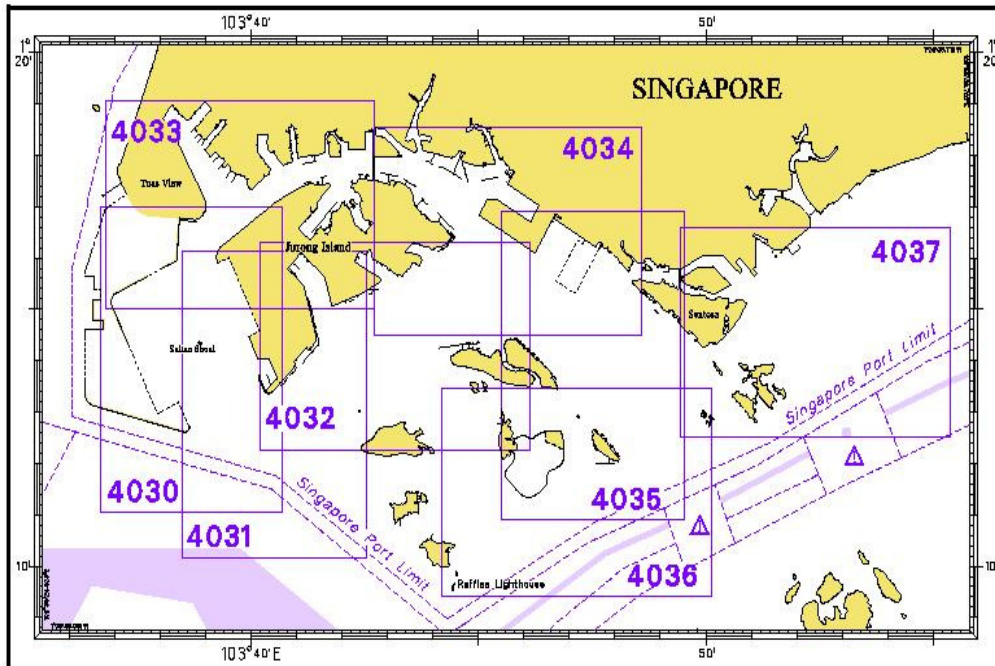 103°40' 50'
1° 1°
20' 20'
SINGAPORE
4033
4034
Tuas View
Jurong Island
4037
Sentosa
Singapore Port Limit
Sultan Shoal
4032
4030
4035
4031
Singapore Port Limit
4036
10' 10'
Raffles Lighthouse
103°40' E 50'